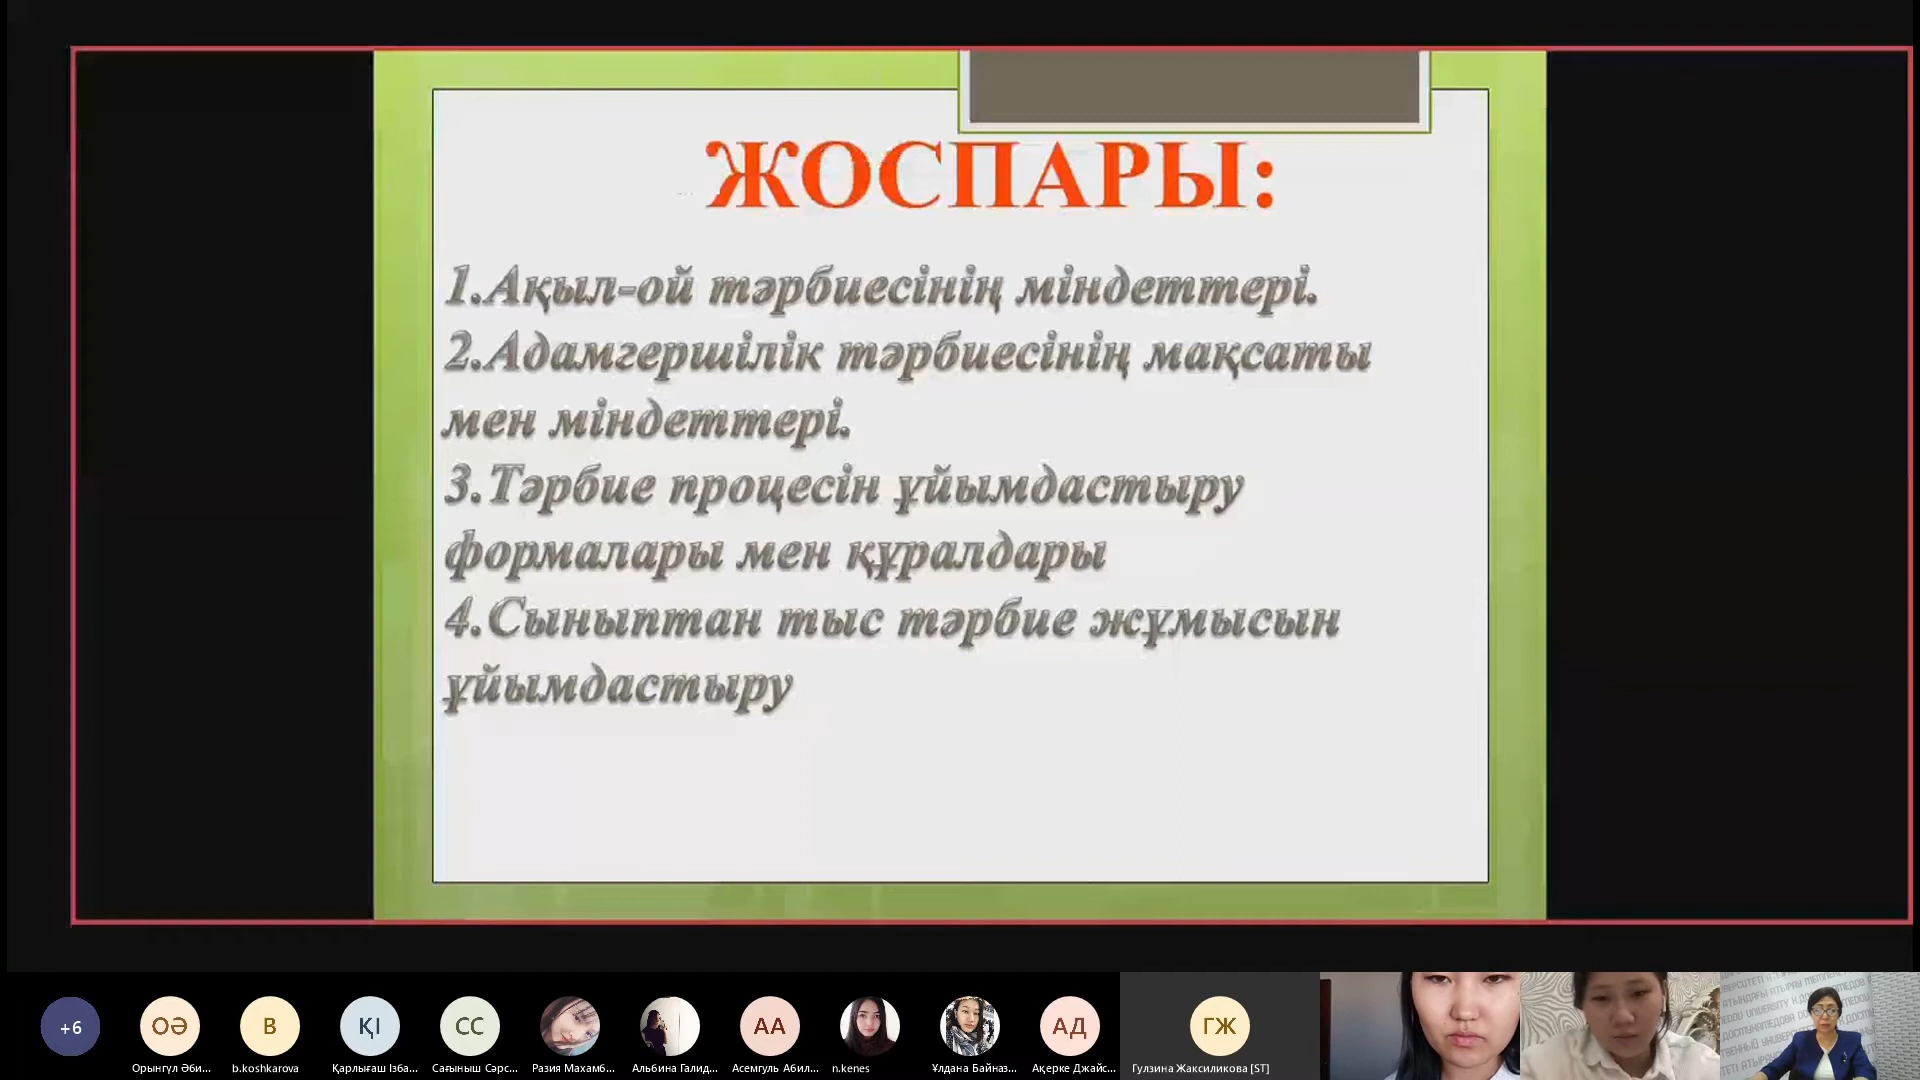 ЖОСПАРЫ:
1.Ақыл-ой тәрбиесінің міндеттері.
2.Адамгершілік тәрбиесінің мақсаты
мен міндеттері.
3.Тәрбие процесін ұйымдастыру
формалары мен құралдары
4.Сыныптан тыс тәрбие жұмысын
ұйымдастыру
+6
ОӘ
B
ҚІ
СС
АА
АД
ГЖ
Орынгүл Әби...
b.koshkarova
Қарлығаш Ізба...
Сағыныш Сәрс...
Разия Махамб...
Альбина Галид...
Асемгуль Абил...
n.kenes
Ұлдана Байназ...
Ақерке Джайс...
Гулзина Жаксиликова [ST]